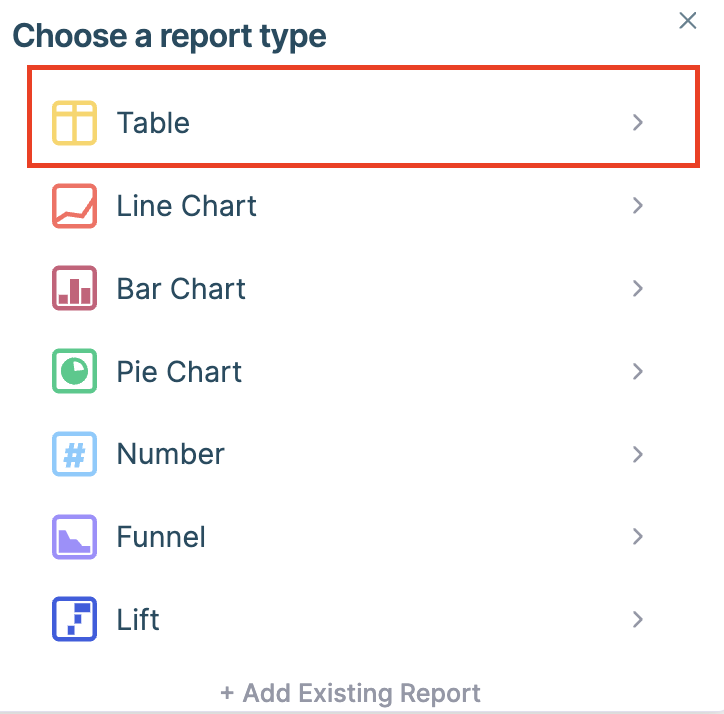 Choose a report type
Table
Line Chart
Bar Chart
Pie Chart
# Number
Funnel
Lift
+ Add Existing Report